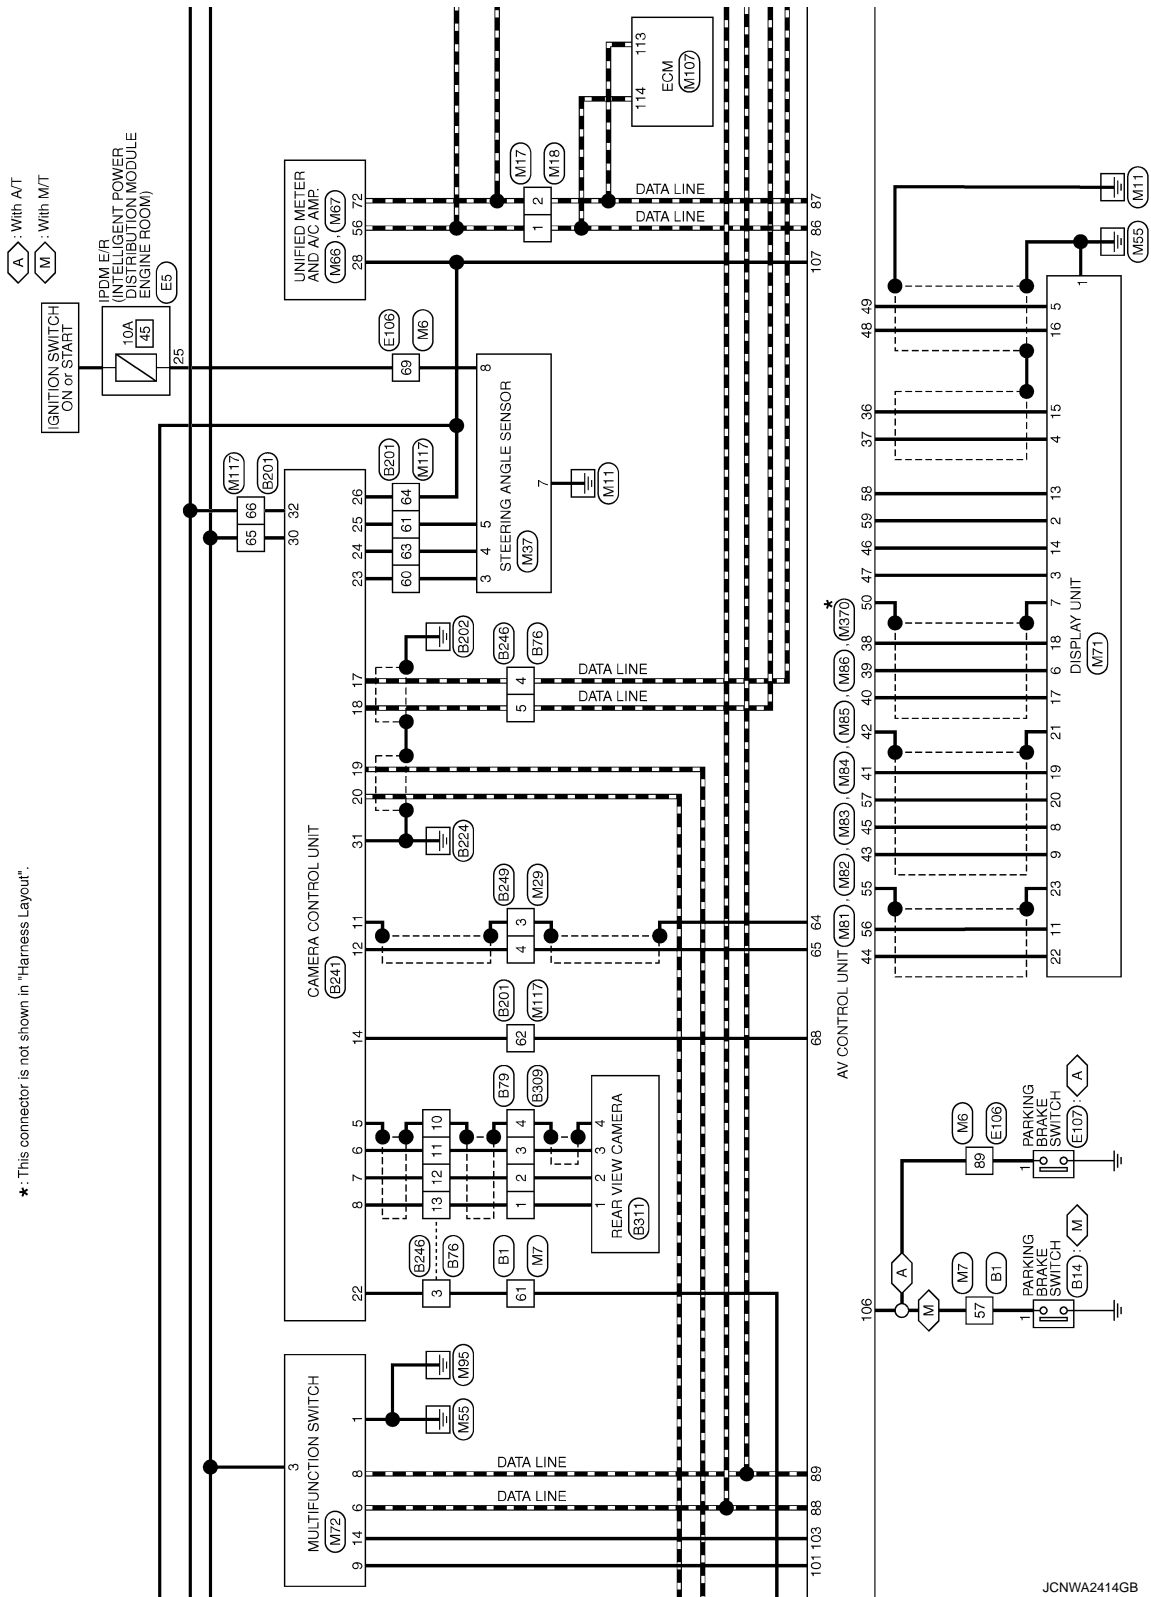 A : With A/T
M : With M/T
IGNITION SWITCH
ON or START
IPDM E/R
(INTELLIGENT POWER
DISTRIBUTION MODULE
ENGINE ROOM)
E5
10A
45
25
M117
B201
66
65
32
30
E106
M6
69
8
UNIFIED METER
AND A/C AMP.
M66 , M67
72
56
28
M17
M18
2
1
DATA LINE
DATA LINE
87
86
107
ECM
M107
113
114
STEERING ANGLE SENSOR
M37
7
M11
5
4
3
B201
M117
64
61
63
60
26
25
24
23
CAMERA CONTROL UNIT
B241
17
18
19
20
31
B202
B224
B246
B76
4
5
DATA LINE
DATA LINE
11
12
B249
M29
3
4
64
65
14
B201
M117
62
68
5
6
7
8
10
11
12
13
B79
B309
4
3
2
1
4
3
2
1
REAR VIEW CAMERA
B311
22
B246
B76
3
B1
M7
61
MULTIFUNCTION SWITCH
M72
3
1
8
6
14
9
M95
M55
DATA LINE
DATA LINE
89
88
103
101
AV CONTROL UNIT M81 , M82 , M83 , M84 , M85 , M86 , M370 *
49
48
36
37
58
59
46
47
50
38
39
40
42
41
57
45
43
55
56
44
106
M11
M55
1
5
16
15
4
13
2
14
3
7
18
6
17
21
19
20
8
9
23
11
22
DISPLAY UNIT
M71
A
M
M6
E106
89
1
PARKING
BRAKE
SWITCH
E107 : A
M7
B1
57
1
PARKING
BRAKE
SWITCH
B14 : M
* : This connector is not shown in "Harness Layout".
JCNWA2414GB